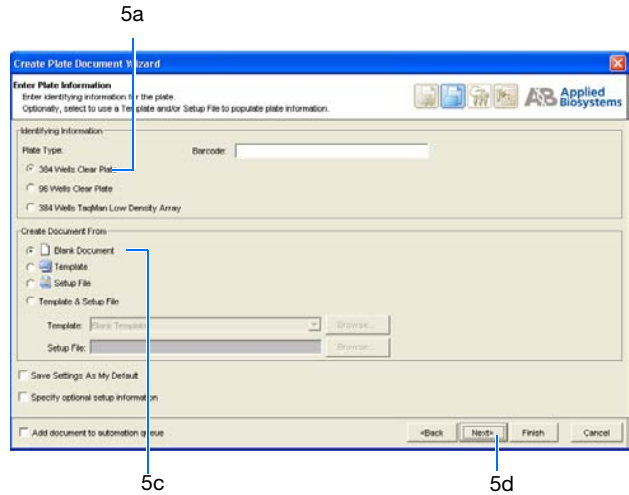 5a
Create Plate Document Wizard
Enter Plate Information
Enter identifying information for the plate.
Optionally, select to use a Template and/or Setup File to populate plate information.
AB Applied Biosystems
Identifying Information
Plate Type:
Barcode:
384 Wells Clear Plate
96 Wells Clear Plate
384 Wells TaqMan Low Density Array
Create Document From
Blank Document
Template
Setup File
Template & Setup File
Template: Blank Template Browse...
Setup File: Browse...
Save Settings As My Default
Specify optional setup information
Add document to automation queue
<Back Next> Finish Cancel
5c 5d